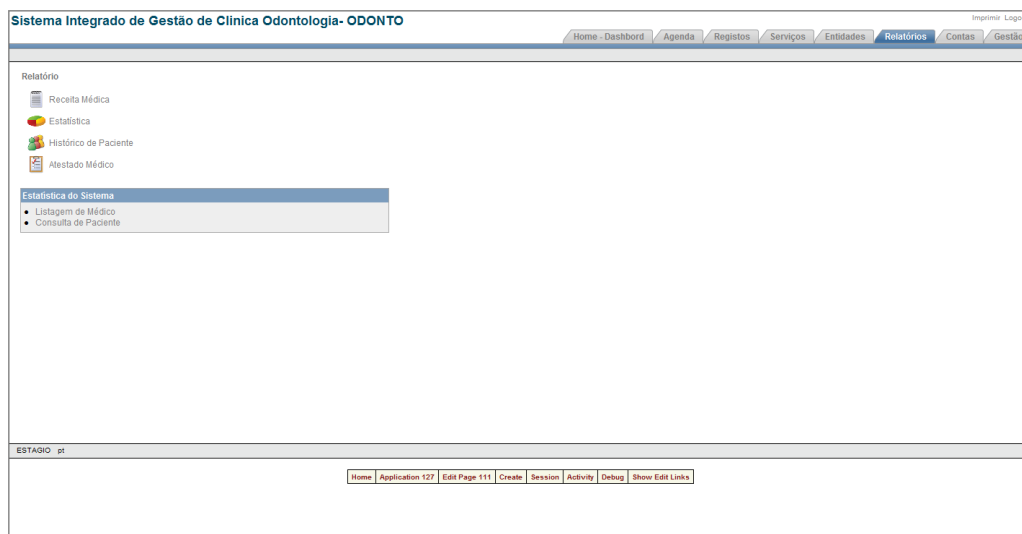 Sistema Integrado de Gestão de Clinica Odontologia- ODONTO
Imprimir Logo
Home - Dashbord Agenda Registos Serviços Entidades Relatórios Contas Gestão
Relatório
Receita Médica
Estatística
Histórico de Paciente
Atestado Médico
Estatística do Sistema
Listagem de Médico
Consulta de Paciente
ESTAGIO pt
Home Application 127 Edit Page 111 Create Session Activity Debug Show Edit Links